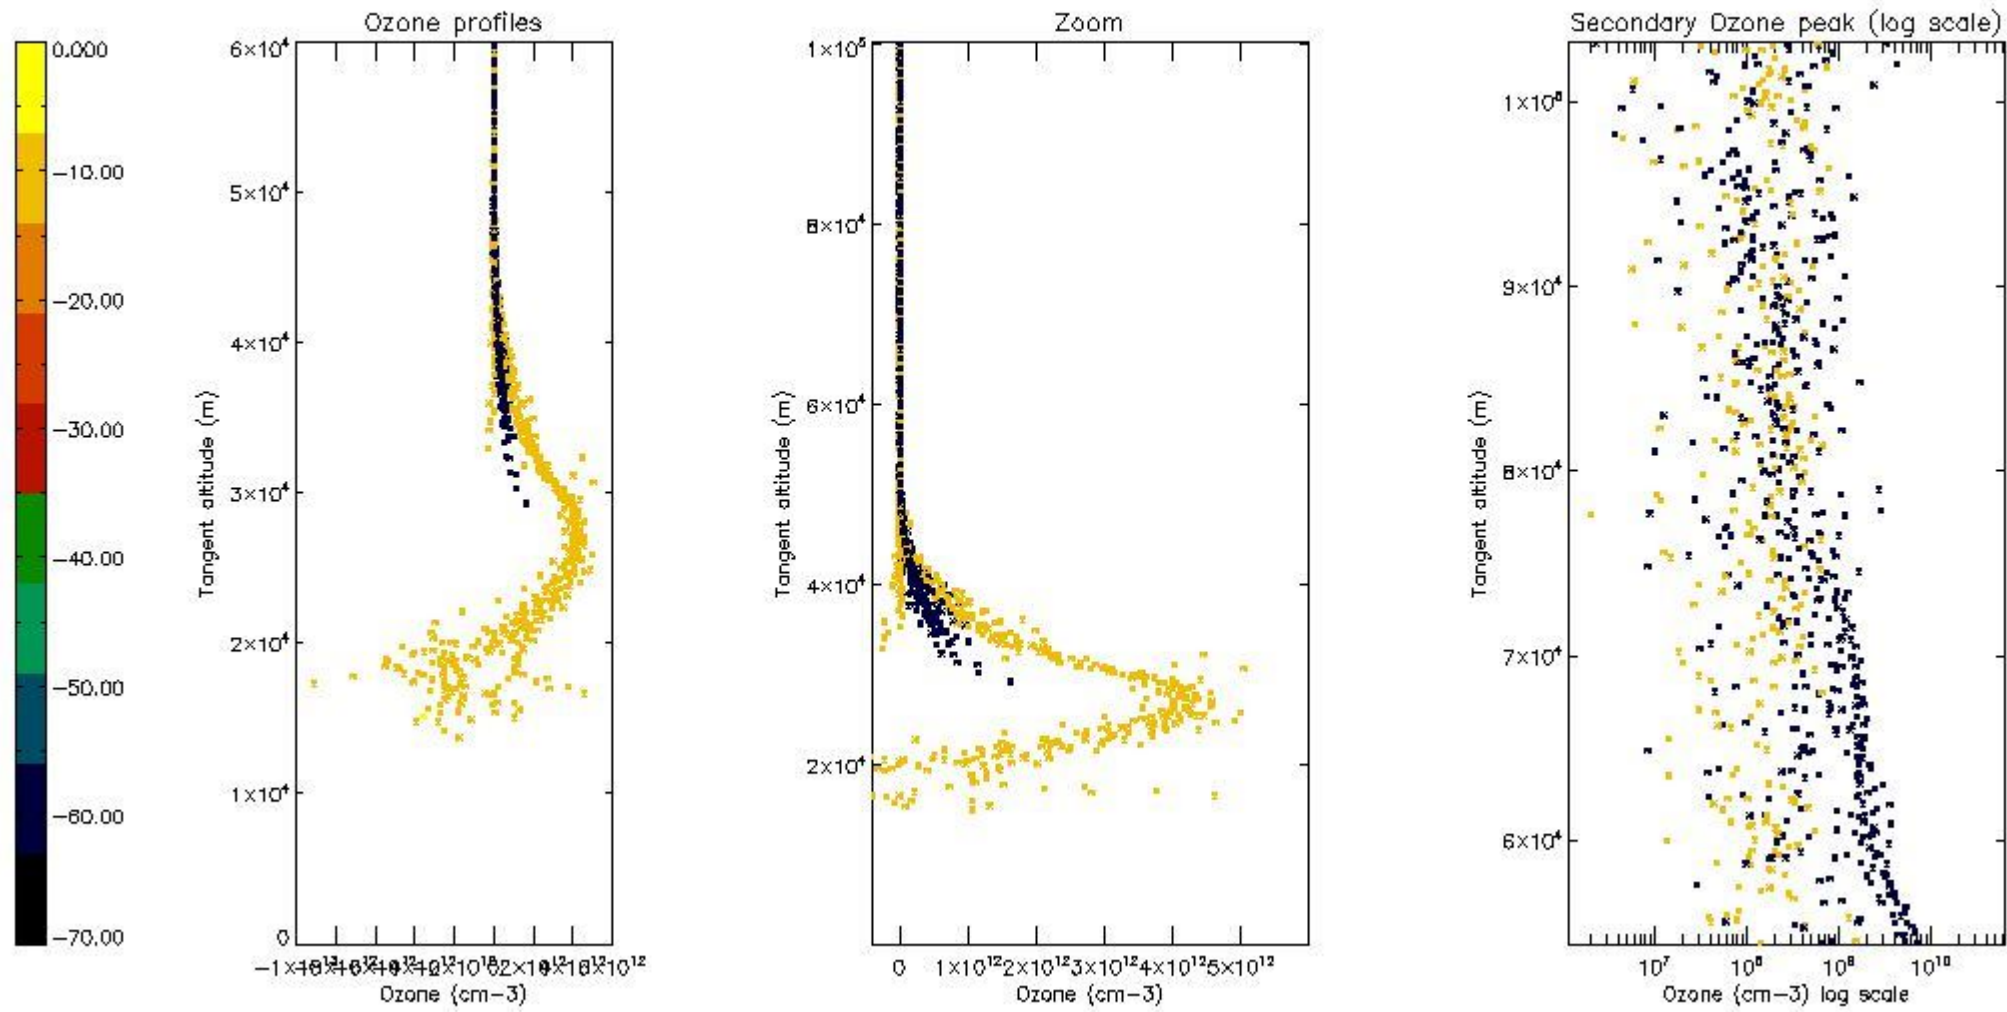 Ozone profiles
Zoom
Secondary Ozone peak (log scale)
0.000
−10.00
−20.00
−30.00
−40.00
−50.00
−60.00
−70.00
6×10⁴
5×10⁴
4×10⁴
3×10⁴
2×10⁴
1×10⁴
0
Tangent altitude (m)
Ozone (cm−3)
1×10⁵
8×10⁴
6×10⁴
4×10⁴
2×10⁴
Tangent altitude (m)
0 1×10¹² 2×10¹² 3×10¹² 4×10¹² 5×10¹²
Ozone (cm−3)
9×10⁴
8×10⁴
7×10⁴
6×10⁴
Tangent altitude (m)
10⁷ 10⁸ 10⁹ 10¹⁰
Ozone (cm−3) log scale